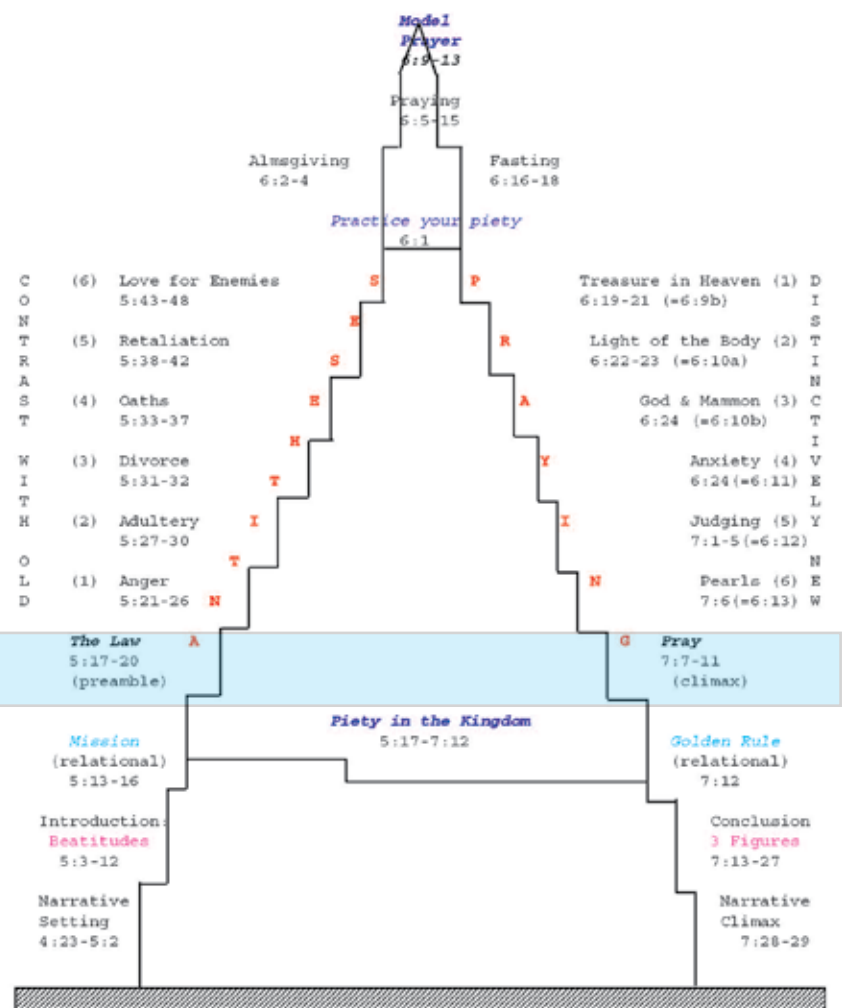 Model
Prayer
6:9-13
Praying
6:5-15
Almsgiving
6:2-4
Fasting
6:16-18
Practice your piety
6:1
CONTRAST WITH OLD
(6) Love for Enemies
5:43-48
(5) Retaliation
5:38-42
(4) Oaths
5:33-37
(3) Divorce
5:31-32
(2) Adultery
5:27-30
(1) Anger
5:21-26
ANTITHESES
PRAYING
Treasure in Heaven (1)
6:19-21 (=6:9b)
Light of the Body (2)
6:22-23 (=6:10a)
God & Mammon (3)
6:24 (=6:10b)
Anxiety (4)
6:24(=6:11)
Judging (5)
7:1-5(=6:12)
Pearls (6)
7:6(=6:13)
DISTINCTIVELY NEW
The Law
5:17-20
(preamble)
Pray
7:7-11
(climax)
Piety in the Kingdom
5:17-7:12
Mission
(relational)
5:13-16
Golden Rule
(relational)
7:12
Introduction:
Beatitudes
5:3-12
Conclusion
3 Figures
7:13-27
Narrative
Setting
4:23-5:2
Narrative
Climax
7:28-29